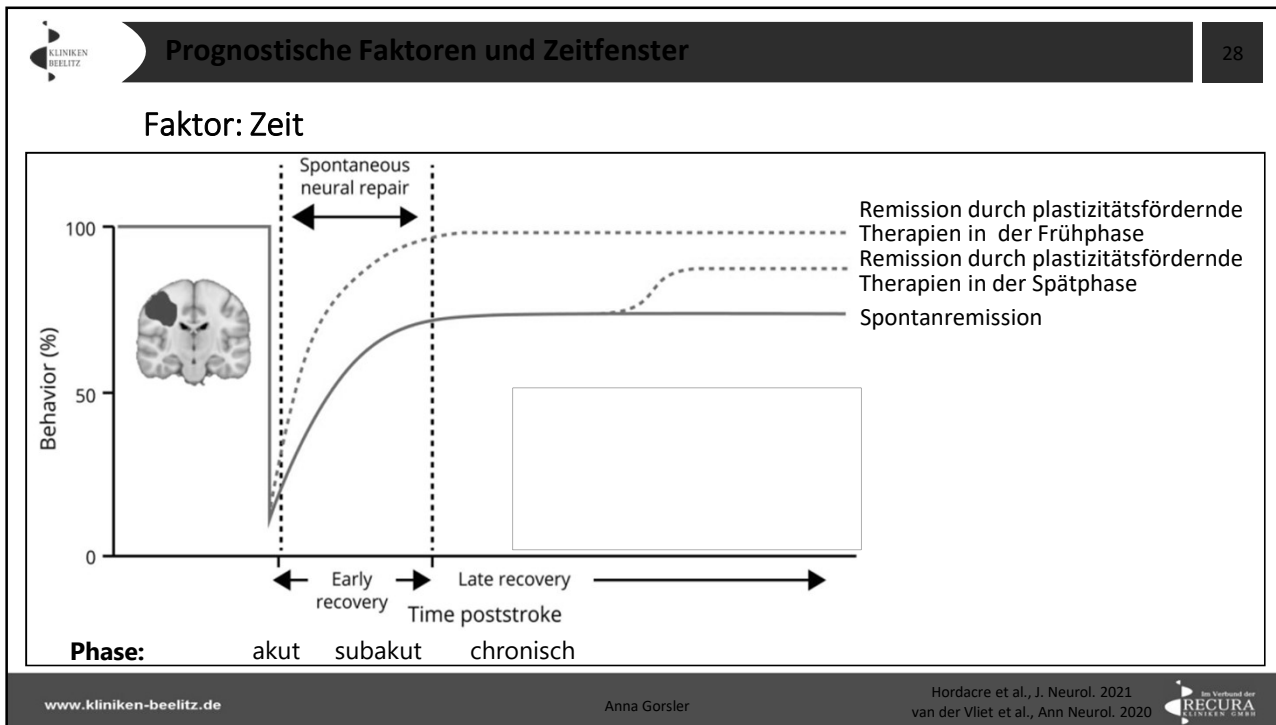 KLINIKEN
BEELITZ
Prognostische Faktoren und Zeitfenster
28
Faktor: Zeit
Spontaneous
neural repair
100
50
0
Behavior (%)
Remission durch plastizitätsfördernde
Therapien in der Frühphase
Remission durch plastizitätsfördernde
Therapien in der Spätphase
Spontanremission
Early
recovery
Late recovery
Time poststroke
Phase: akut subakut chronisch
www.kliniken-beelitz.de
Anna Gorsler
Hordacre et al., J. Neurol. 2021
van der Vliet et al., Ann Neurol. 2020
Im Verbund der
RECURA
KLINIKEN GMBH